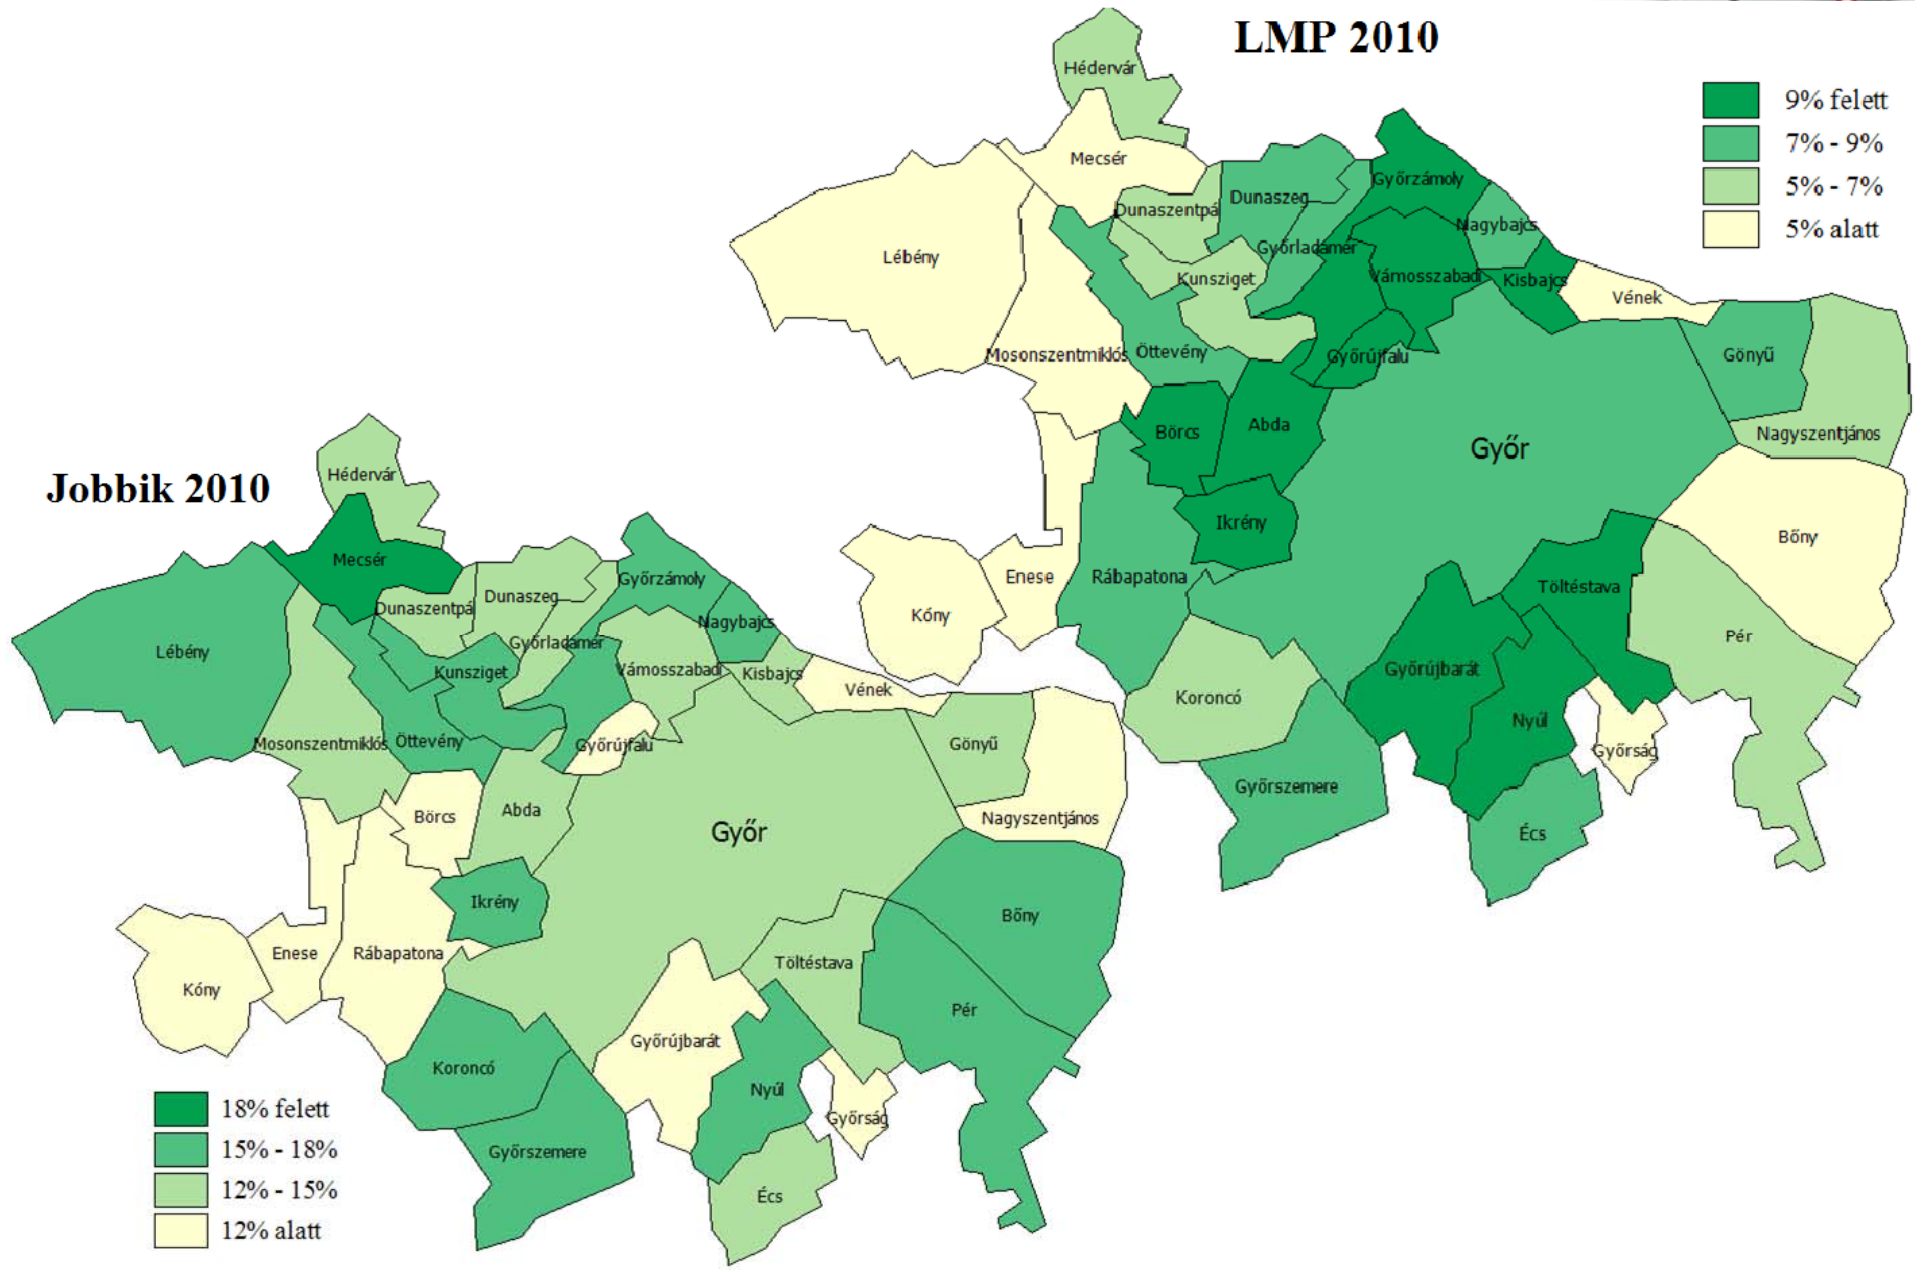 LMP 2010
9% felett
7% - 9%
5% - 7%
5% alatt
Hédervár
Mecsér
Lébény
Dunaszentpál
Dunaszeg
Győrzámoly
Nagybajcs
Győrladamér
Kunsziget
Vámosszabadi
Kisbajcs
Vének
Mosonszentmiklós
Öttevény
Győrújfalu
Gönyű
Börcs
Abda
Győr
Nagyszentjános
Ikrény
Bőny
Kóny
Enese
Rábapatona
Töltéstava
Pér
Koroncó
Győrújbarát
Nyúl
Győrság
Győrszemere
Écs
Jobbik 2010
Hédervár
Mecsér
Lébény
Dunaszentpál
Dunaszeg
Győrzámoly
Nagybajcs
Győrladamér
Kunsziget
Vámosszabadi
Kisbajcs
Vének
Mosonszentmiklós
Öttevény
Győrújfalu
Gönyű
Börcs
Abda
Győr
Nagyszentjános
Ikrény
Bőny
Kóny
Enese
Rábapatona
Töltéstava
Pér
Koroncó
Győrújbarát
Nyúl
Győrság
Győrszemere
Écs
18% felett
15% - 18%
12% - 15%
12% alatt